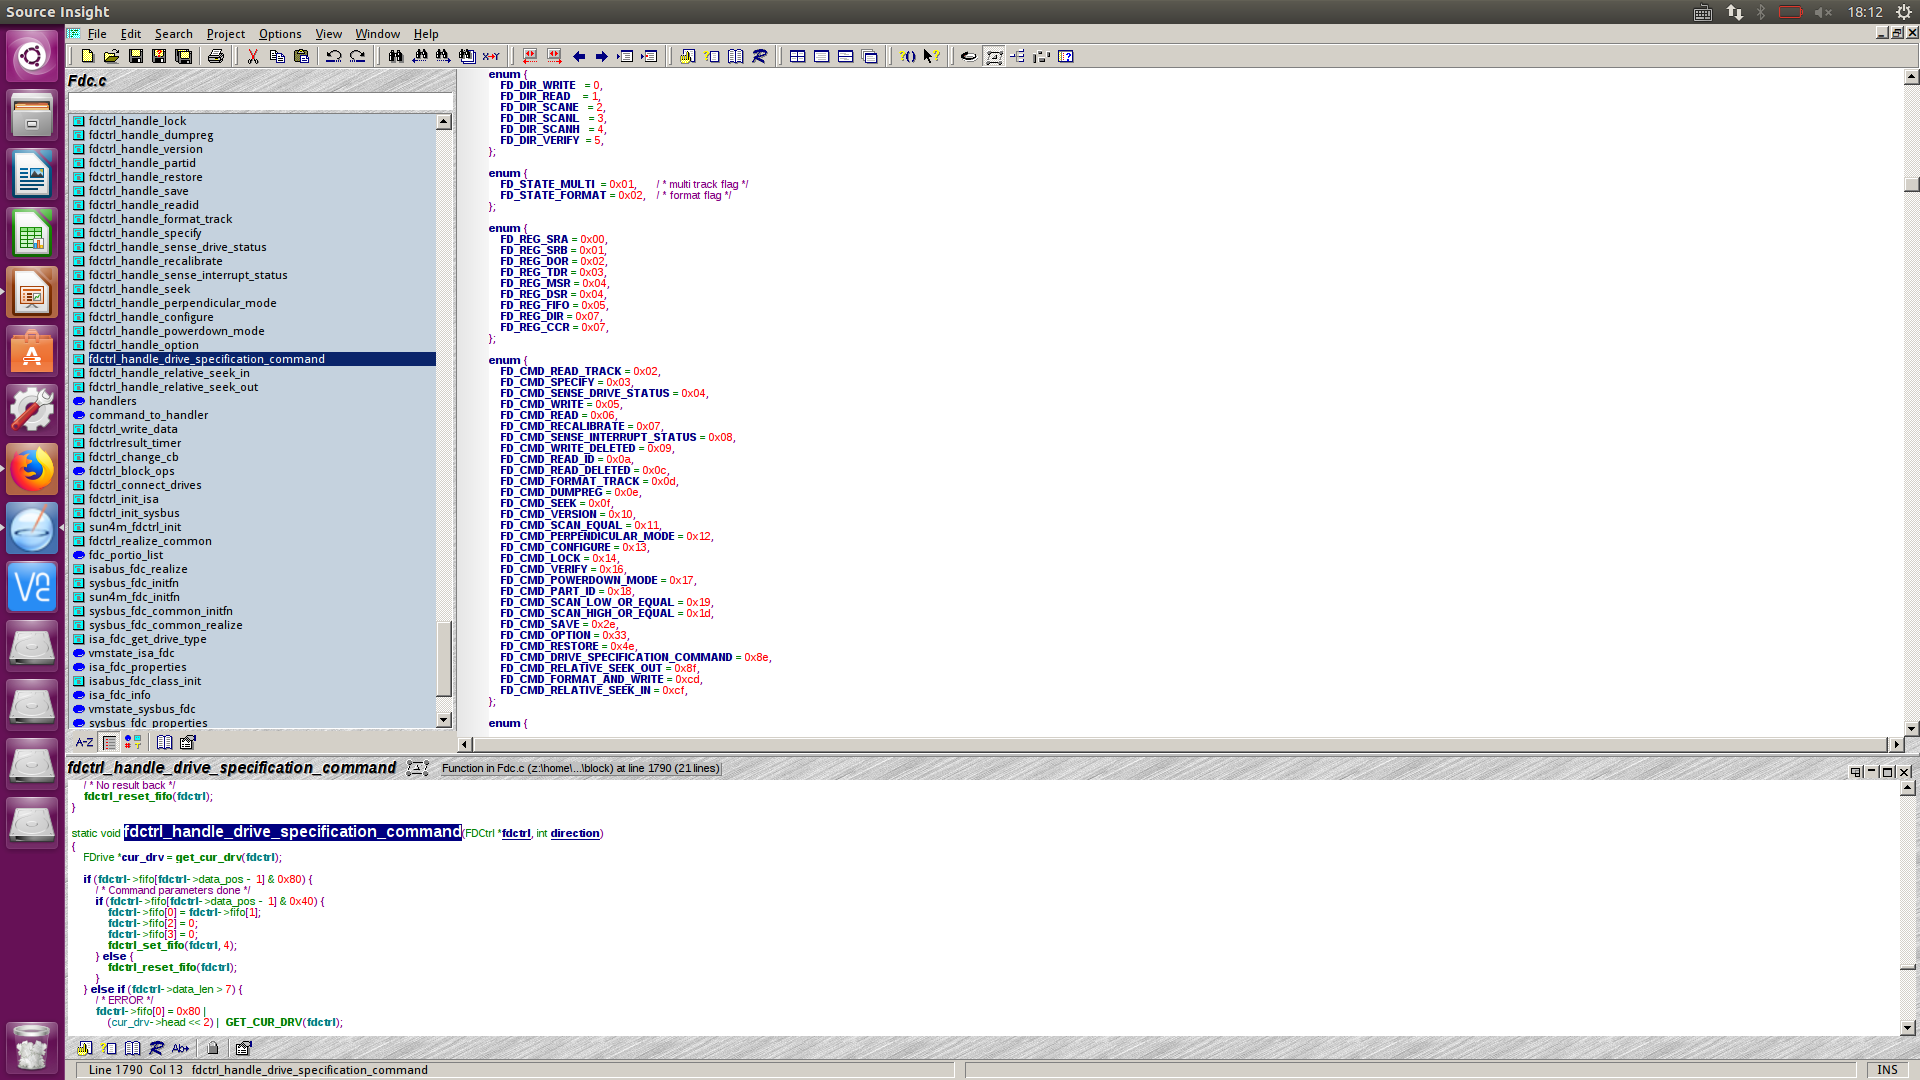 Source Insight
18:12
File Edit Search Project Options View Window Help
Fdc.c
fdctrl_handle_lock
fdctrl_handle_dumpreg
fdctrl_handle_version
fdctrl_handle_partid
fdctrl_handle_restore
fdctrl_handle_save
fdctrl_handle_readid
fdctrl_handle_format_track
fdctrl_handle_specify
fdctrl_handle_sense_drive_status
fdctrl_handle_recalibrate
fdctrl_handle_sense_interrupt_status
fdctrl_handle_seek
fdctrl_handle_perpendicular_mode
fdctrl_handle_configure
fdctrl_handle_powerdown_mode
fdctrl_handle_option
fdctrl_handle_drive_specification_command
fdctrl_handle_relative_seek_in
fdctrl_handle_relative_seek_out
handlers
command_to_handler
fdctrl_write_data
fdctrlresult_timer
fdctrl_change_cb
fdctrl_block_ops
fdctrl_connect_drives
fdctrl_init_isa
fdctrl_init_sysbus
sun4m_fdctrl_init
fdctrl_realize_common
fdc_portio_list
isabus_fdc_realize
sysbus_fdc_initfn
sun4m_fdc_initfn
sysbus_fdc_common_initfn
sysbus_fdc_common_realize
isa_fdc_get_drive_type
vmstate_isa_fdc
isa_fdc_properties
isabus_fdc_class_init
isa_fdc_info
vmstate_sysbus_fdc
sysbus_fdc_properties
A-Z
enum {
FD_DIR_WRITE = 0,
FD_DIR_READ = 1,
FD_DIR_SCANE = 2,
FD_DIR_SCANL = 3,
FD_DIR_SCANH = 4,
FD_DIR_VERIFY = 5,
};
enum {
FD_STATE_MULTI = 0x01, / * multi track flag */
FD_STATE_FORMAT = 0x02, / * format flag */
};
enum {
FD_REG_SRA = 0x00,
FD_REG_SRB = 0x01,
FD_REG_DOR = 0x02,
FD_REG_TDR = 0x03,
FD_REG_MSR = 0x04,
FD_REG_DSR = 0x04,
FD_REG_FIFO = 0x05,
FD_REG_DIR = 0x07,
FD_REG_CCR = 0x07,
};
enum {
FD_CMD_READ_TRACK = 0x02,
FD_CMD_SPECIFY = 0x03,
FD_CMD_SENSE_DRIVE_STATUS = 0x04,
FD_CMD_WRITE = 0x05,
FD_CMD_READ = 0x06,
FD_CMD_RECALIBRATE = 0x07,
FD_CMD_SENSE_INTERRUPT_STATUS = 0x08,
FD_CMD_WRITE_DELETED = 0x09,
FD_CMD_READ_ID = 0x0a,
FD_CMD_READ_DELETED = 0x0c,
FD_CMD_FORMAT_TRACK = 0x0d,
FD_CMD_DUMPREG = 0x0e,
FD_CMD_SEEK = 0x0f,
FD_CMD_VERSION = 0x10,
FD_CMD_SCAN_EQUAL = 0x11,
FD_CMD_PERPENDICULAR_MODE = 0x12,
FD_CMD_CONFIGURE = 0x13,
FD_CMD_LOCK = 0x14,
FD_CMD_VERIFY = 0x16,
FD_CMD_POWERDOWN_MODE = 0x17,
FD_CMD_PART_ID = 0x18,
FD_CMD_SCAN_LOW_OR_EQUAL = 0x19,
FD_CMD_SCAN_HIGH_OR_EQUAL = 0x1d,
FD_CMD_SAVE = 0x2e,
FD_CMD_OPTION = 0x33,
FD_CMD_RESTORE = 0x4e,
FD_CMD_DRIVE_SPECIFICATION_COMMAND = 0x8e,
FD_CMD_RELATIVE_SEEK_OUT = 0x8f,
FD_CMD_FORMAT_AND_WRITE = 0xcd,
FD_CMD_RELATIVE_SEEK_IN = 0xcf,
};
enum {
fdctrl_handle_drive_specification_command Function in Fdc.c (z:\home\...\block) at line 1790 (21 lines)
/ * No result back */
fdctrl_reset_fifo(fdctrl);
}
static void fdctrl_handle_drive_specification_command(FDCtrl *fdctrl, int direction)
{
FDrive *cur_drv = get_cur_drv(fdctrl);
if (fdctrl->fifo[fdctrl->data_pos - 1] & 0x80) {
/ * Command parameters done */
if (fdctrl->fifo[fdctrl->data_pos - 1] & 0x40) {
fdctrl->fifo[0] = fdctrl->fifo[1];
fdctrl->fifo[2] = 0;
fdctrl->fifo[3] = 0;
fdctrl_set_fifo(fdctrl, 4);
} else {
fdctrl_reset_fifo(fdctrl);
}
} else if (fdctrl->data_len > 7) {
/ * ERROR */
fdctrl->fifo[0] = 0x80 |
(cur_drv->head << 2) | GET_CUR_DRV(fdctrl);
Line 1790 Col 13 fdctrl_handle_drive_specification_command
INS